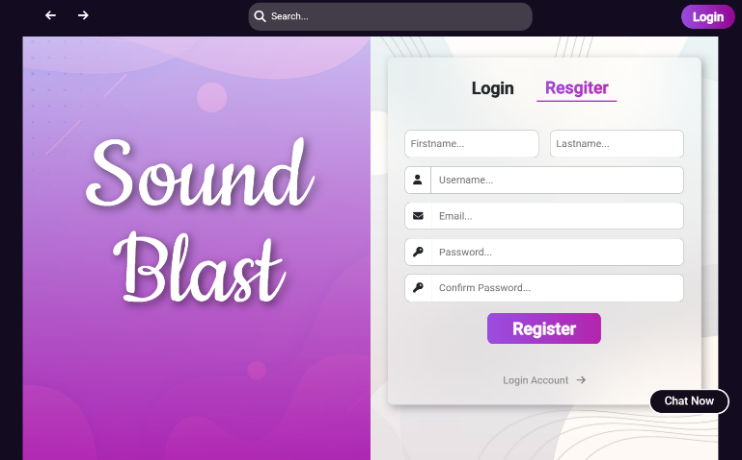 Search...
Login
Sound
Blast
Login Resgiter
Firstname... Lastname...
Username...
Email...
Password...
Confirm Password...
Register
Login Account
Chat Now